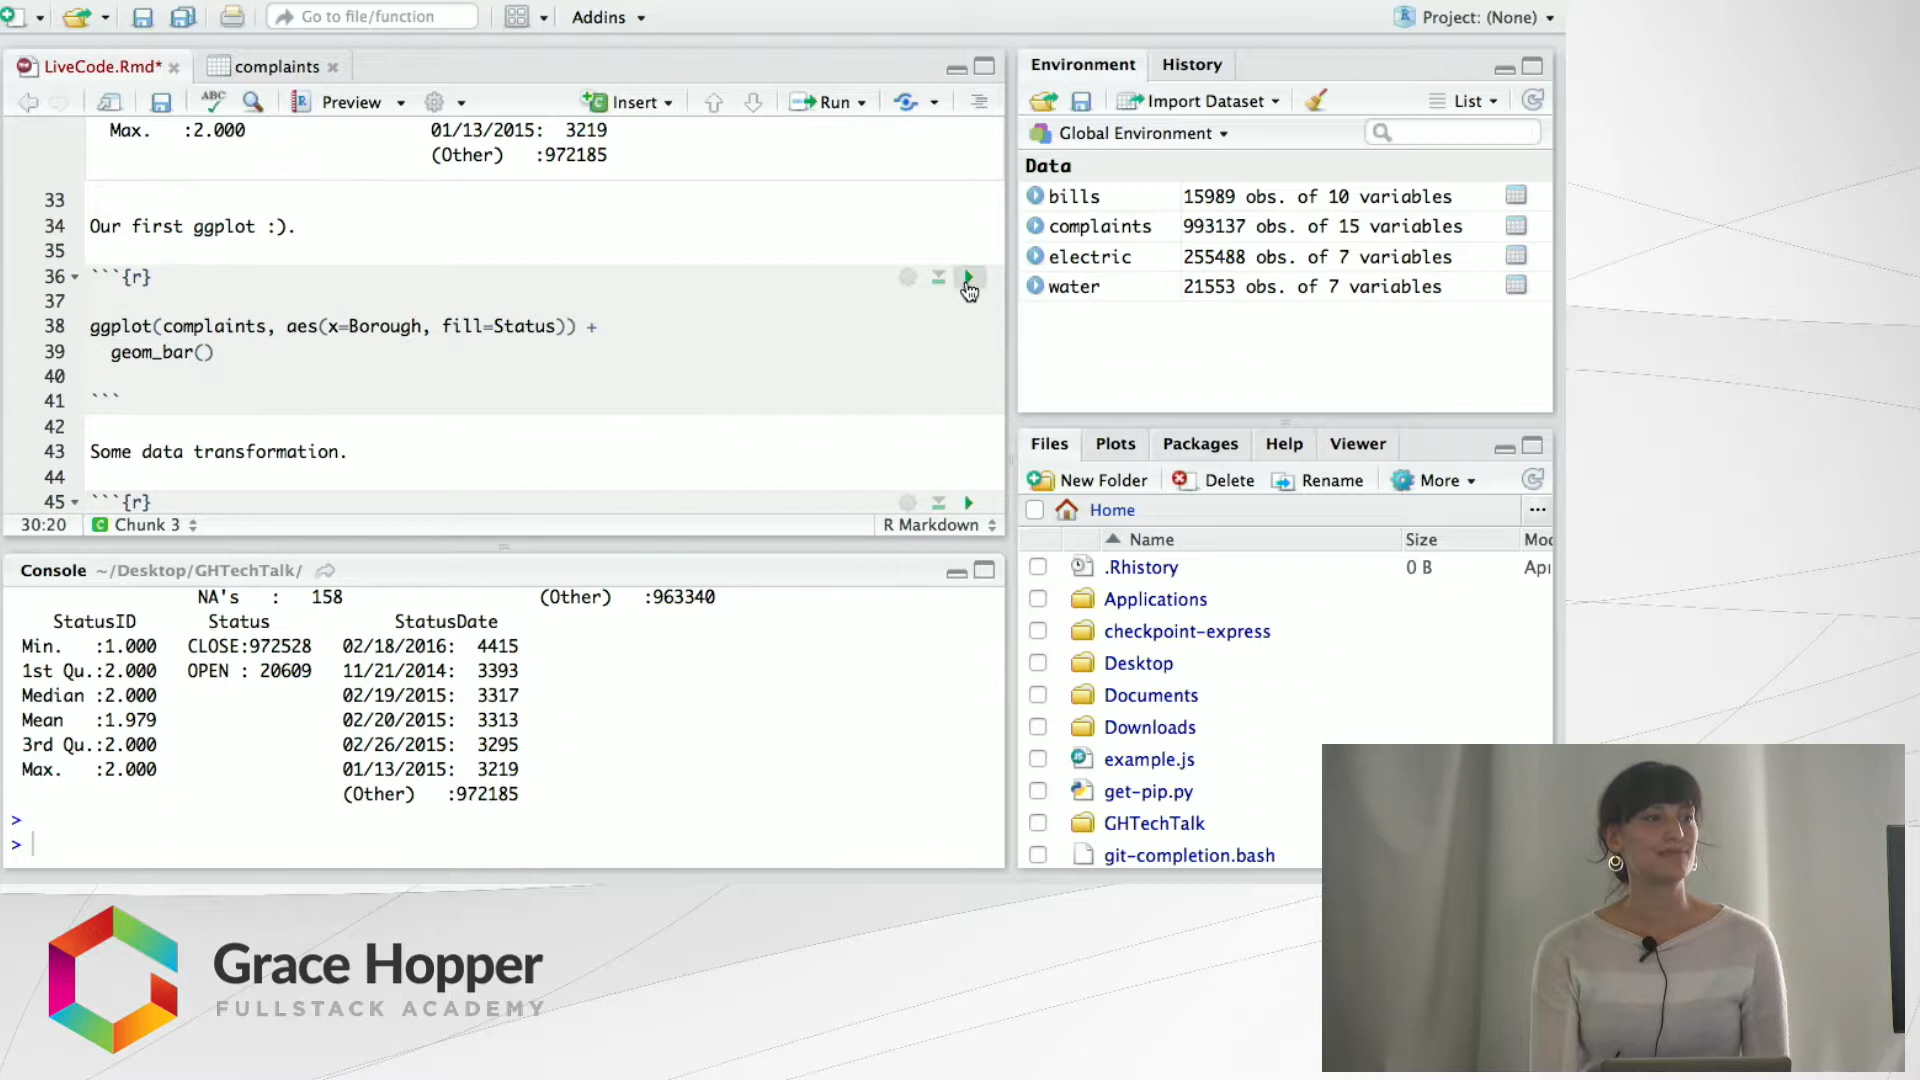 Go to file/function
Addins
Project: (None)
LiveCode.Rmd*
complaints
ABC
Preview
Insert
Run
Max.   :2.000   01/13/2015:  3219
(Other)   :972185
33
34 Our first ggplot :).
35
36 ```{r}
37
38 ggplot(complaints, aes(x=Borough, fill=Status)) +
39   geom_bar()
40
41 ```
42
43 Some data transformation.
44
45 ```{r}
30:20 Chunk 3 R Markdown
Console ~/Desktop/GHTechTalk/
NA's   :   158   (Other)   :963340
StatusID   Status   StatusDate
Min.   :1.000   CLOSE:972528   02/18/2016:  4415
1st Qu.:2.000   OPEN : 20609   11/21/2014:  3393
Median :2.000   02/19/2015:  3317
Mean   :1.979   02/20/2015:  3313
3rd Qu.:2.000   02/26/2015:  3295
Max.   :2.000   01/13/2015:  3219
(Other)   :972185
>
>
Environment History
Import Dataset List
Global Environment
Data
bills 15989 obs. of 10 variables
complaints 993137 obs. of 15 variables
electric 255488 obs. of 7 variables
water 21553 obs. of 7 variables
Files Plots Packages Help Viewer
New Folder Delete Rename More
Home ...
Name Size
.Rhistory 0 B
Applications
checkpoint-express
Desktop
Documents
Downloads
example.js
get-pip.py
GHTechTalk
git-completion.bash
Grace Hopper
FULLSTACK ACADEMY